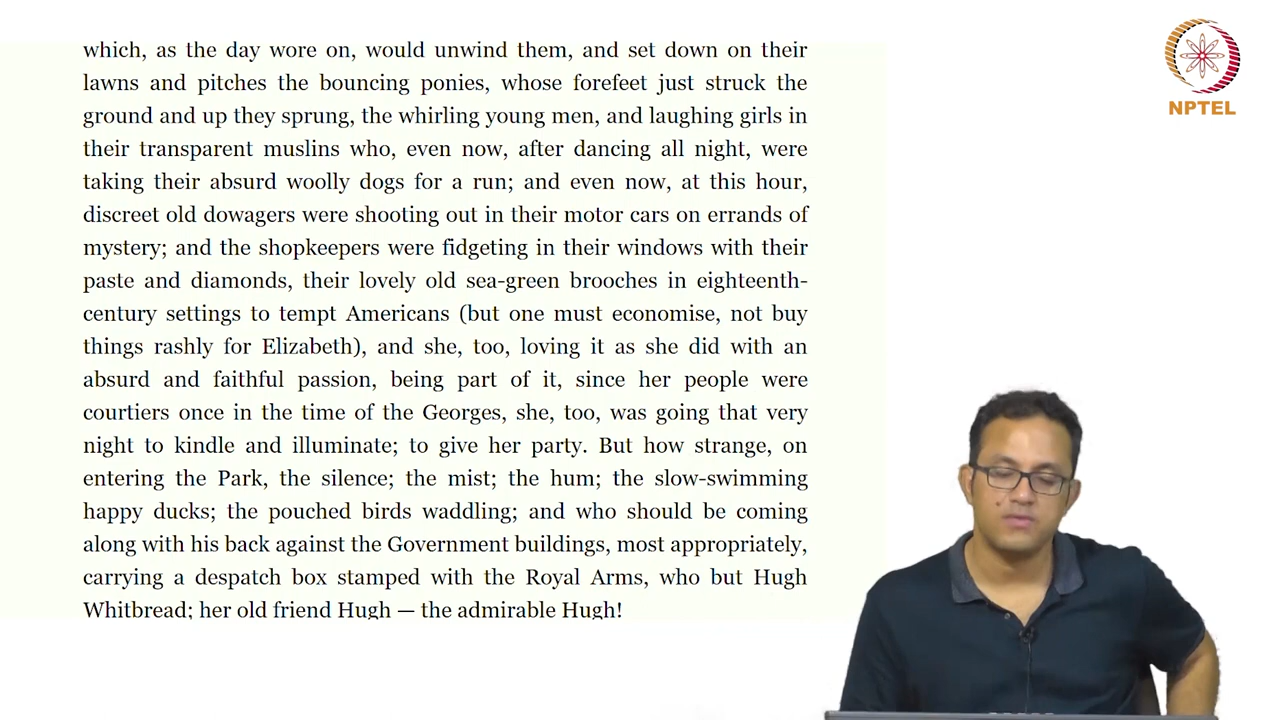 which, as the day wore on, would unwind them, and set down on their
lawns and pitches the bouncing ponies, whose forefeet just struck the
ground and up they sprung, the whirling young men, and laughing girls in
their transparent muslins who, even now, after dancing all night, were
taking their absurd woolly dogs for a run; and even now, at this hour,
discreet old dowagers were shooting out in their motor cars on errands of
mystery; and the shopkeepers were fidgeting in their windows with their
paste and diamonds, their lovely old sea-green brooches in eighteenth-
century settings to tempt Americans (but one must economise, not buy
things rashly for Elizabeth), and she, too, loving it as she did with an
absurd and faithful passion, being part of it, since her people were
courtiers once in the time of the Georges, she, too, was going that very
night to kindle and illuminate; to give her party. But how strange, on
entering the Park, the silence; the mist; the hum; the slow-swimming
happy ducks; the pouched birds waddling; and who should be coming
along with his back against the Government buildings, most appropriately,
carrying a despatch box stamped with the Royal Arms, who but Hugh
Whitbread; her old friend Hugh — the admirable Hugh!
NPTEL